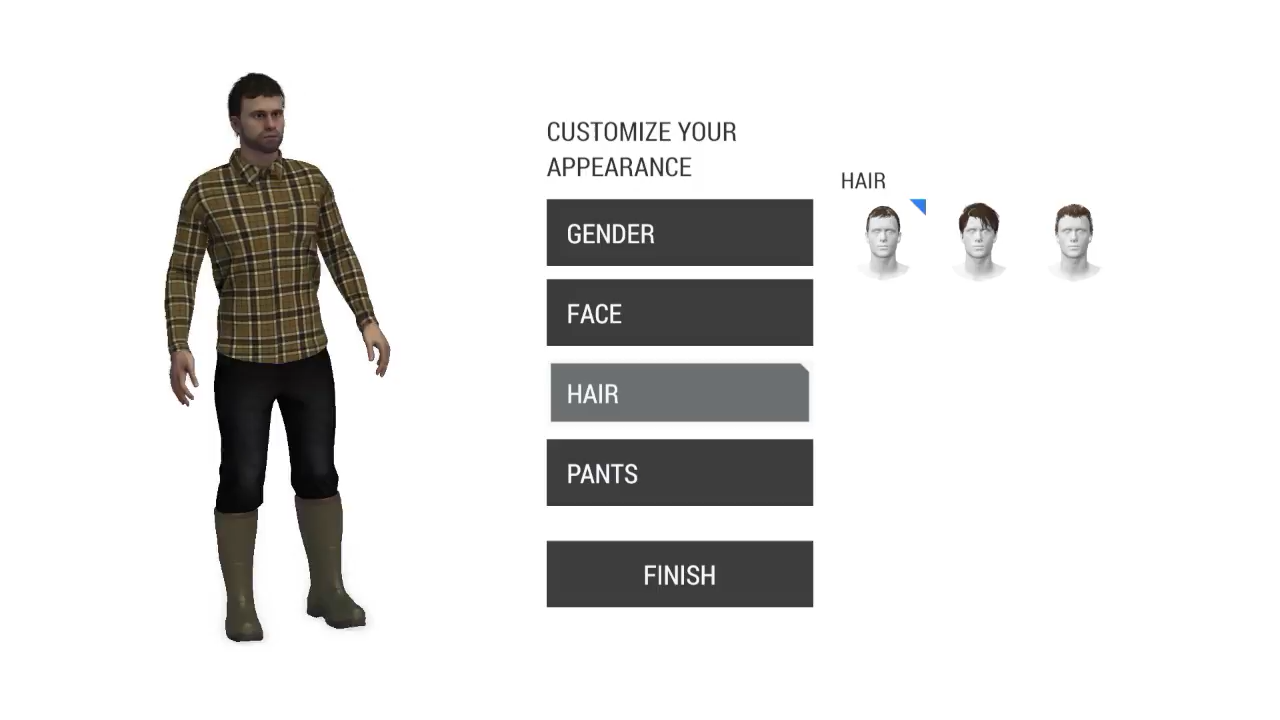 CUSTOMIZE YOUR
APPEARANCE
GENDER
FACE
HAIR
PANTS
FINISH
HAIR